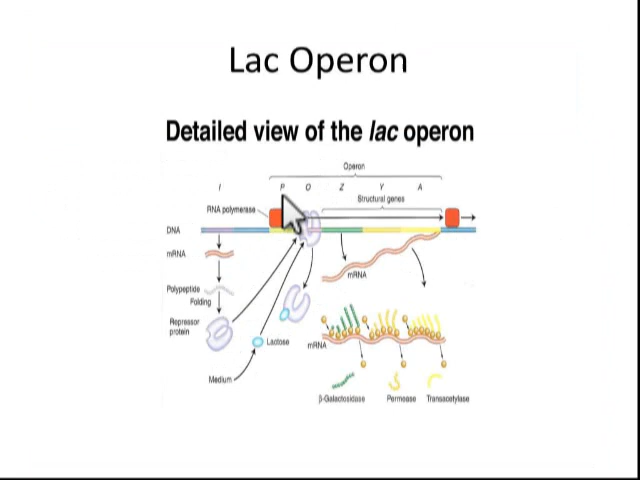 Lac Operon
Detailed view of the lac operon
Operon
I P O Z Y A
Structural genes
RNA polymerase
DNA
mRNA
mRNA
Polypeptide
Folding
Repressor
protein
Lactose
mRNA
Medium
β-Galactosidase Permease Transacetylase